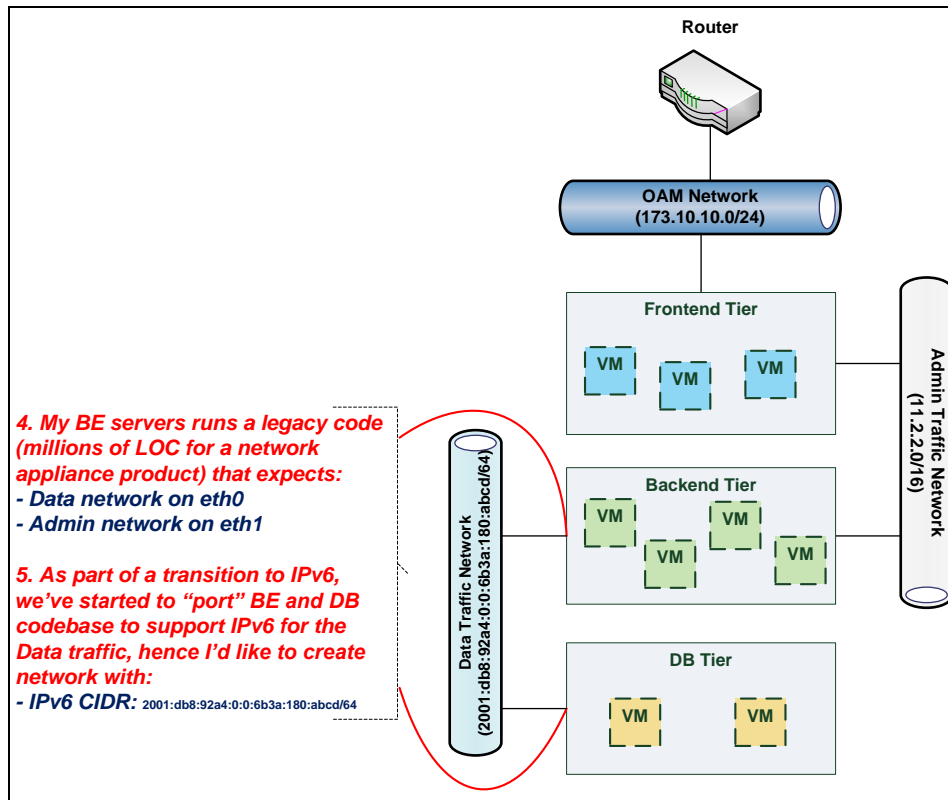 Router
OAM Network
(173.10.10.0/24)
Frontend Tier
VM
VM
VM
Admin Traffic Network
(11.2.2.0/16)
4. My BE servers runs a legacy code
(millions of LOC for a network
appliance product) that expects:
- Data network on eth0
- Admin network on eth1
5. As part of a transition to IPv6,
we’ve started to “port” BE and DB
codebase to support IPv6 for the
Data traffic, hence I’d like to create
network with:
- IPv6 CIDR: 2001:db8:92a4:0:0:6b3a:180:abcd/64
Data Traffic Network
(2001:db8:92a4:0:0:6b3a:180:abcd/64)
Backend Tier
VM
VM
VM
VM
DB Tier
VM
VM